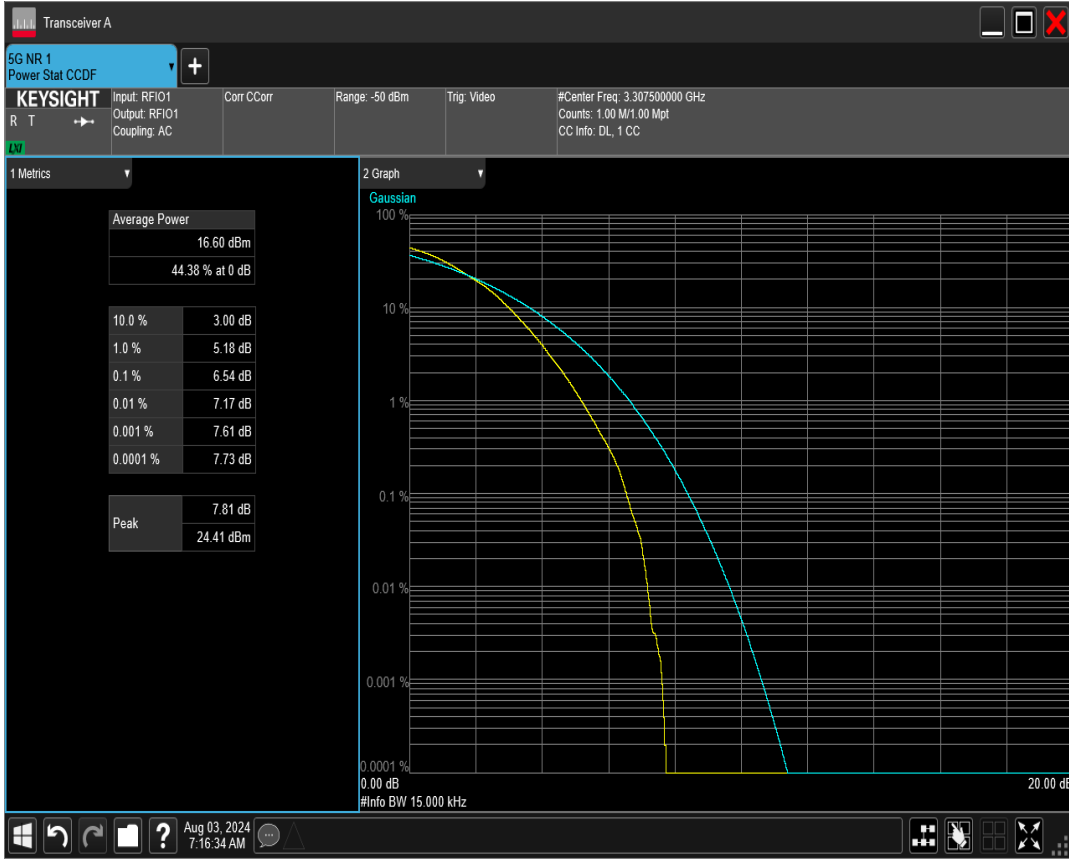 Transceiver A
5G NR 1
Power Stat CCDF
+
KEYSIGHT
R T
LXI
Input: RFIO1
Output: RFIO1
Coupling: AC
Corr CCorr
Range: -50 dBm
Trig: Video
#Center Freq: 3.307500000 GHz
Counts: 1.00 M/1.00 Mpt
CC Info: DL, 1 CC
1 Metrics
Average Power
16.60 dBm
44.38 % at 0 dB
10.0 % 3.00 dB
1.0 % 5.18 dB
0.1 % 6.54 dB
0.01 % 7.17 dB
0.001 % 7.61 dB
0.0001 % 7.73 dB
Peak 7.81 dB
24.41 dBm
2 Graph
Gaussian
100 %
10 %
1 %
0.1 %
0.01 %
0.001 %
0.0001 %
0.00 dB 20.00 dB
#Info BW 15.000 kHz
?
Aug 03, 2024
7:16:34 AM